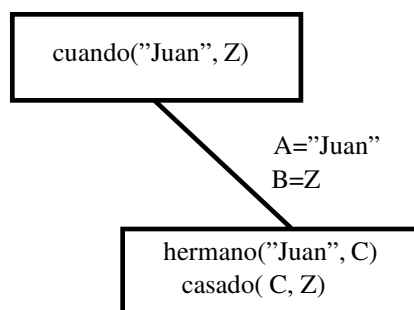 cuando(”Juan”, Z)
A=”Juan”
B=Z
hermano(”Juan”, C)
casado( C, Z)